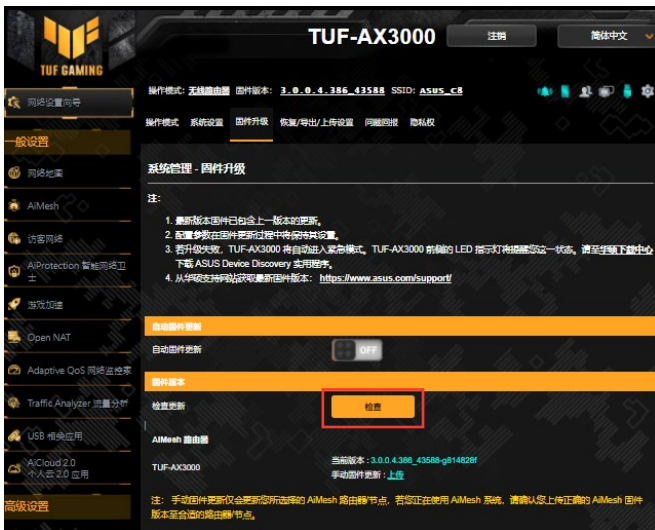 TUF GAMING
TUF-AX3000
注销
简体中文
操作模式: 无线路由器 固件版本: 3.0.0.4.386_43588 SSID: ASUS_C8
操作模式 系统设置 固件升级 恢复/导出/上传设置 问题回报 隐私权
网络设置向导
一般设置
网络地图
AiMesh
访客网络
AiProtection 智能网络卫士
游戏加速
Open NAT
Adaptive QoS 网络监控家
Traffic Analyzer 流量分析
USB 相关应用
AiCloud 2.0
个人云 2.0 应用
高级设置
系统管理 - 固件升级
注:
1. 最新版本固件已包含上一版本的更新。
2. 配置参数在固件更新过程中将保持其设置。
3. 若升级失败，TUF-AX3000 将自动进入紧急模式。TUF-AX3000 前侧的 LED 指示灯将提醒您这一状态。请至华硕下载中心
下载 ASUS Device Discovery 实用程序。
4. 从华硕支持网站获取最新固件版本： https://www.asus.com/support/
自动固件更新
自动固件更新
OFF
固件版本
检查更新
检查
AiMesh 路由器
TUF-AX3000
当前版本 : 3.0.0.4.386_43588-g814828f
手动固件更新 : 上传
注： 手动固件更新仅会更新您所选择的 AiMesh 路由器/节点，若您正在使用 AiMesh 系统，请确认您上传正确的 AiMesh 固件
版本至合适的路由器/节点。